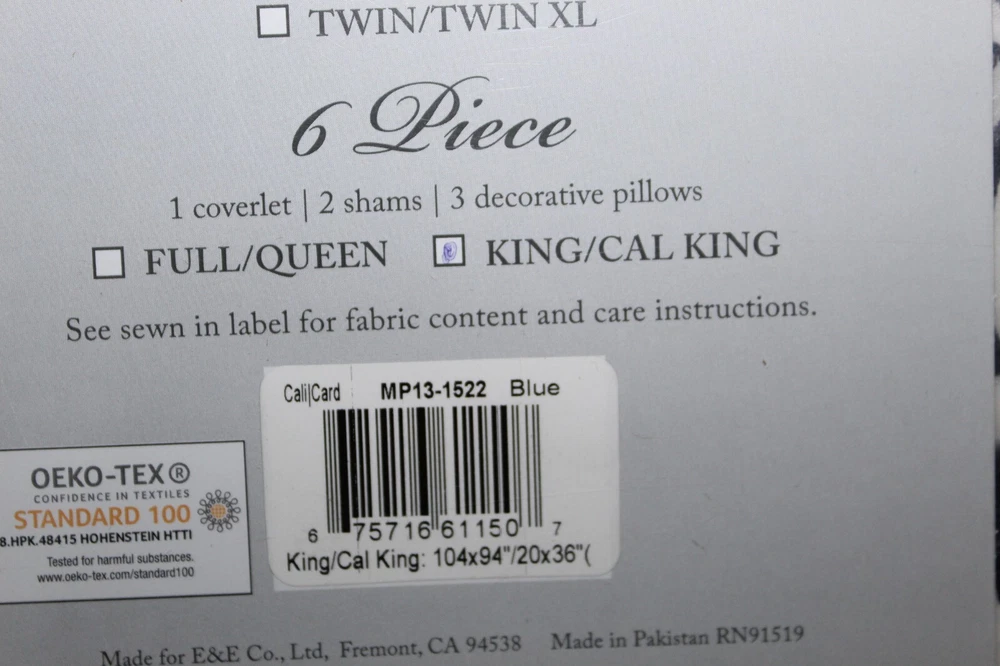 TWIN/TWIN XL
6 Piece
1 coverlet | 2 shams | 3 decorative pillows
FULL/QUEEN KING/CAL KING
See sewn in label for fabric content and care instructions.
Cali|Card MP13-1522 Blue
6 75716 61150 7
King/Cal King: 104x94"/20x36"(
OEKO-TEX®
CONFIDENCE IN TEXTILES
STANDARD 100
8.HPK.48415 HOHENSTEIN HTTI
Tested for harmful substances.
www.oeko-tex.com/standard100
Made for E&E Co., Ltd, Fremont, CA 94538 Made in Pakistan RN91519